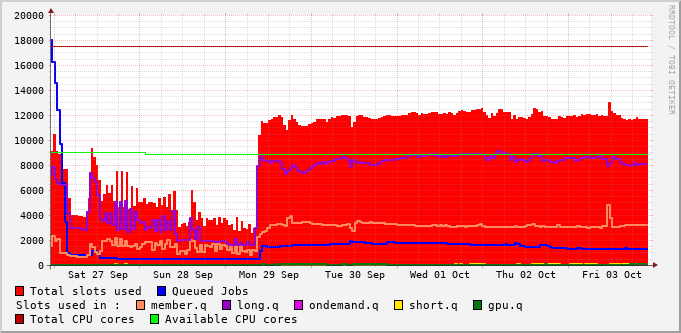 20000
18000
16000
14000
12000
10000
8000
6000
4000
2000
0
Sat 27 Sep Sun 28 Sep Mon 29 Sep Tue 30 Sep Wed 01 Oct Thu 02 Oct Fri 03 Oct
RRDTOOL / TOBI OETIKER
Total slots used Queued Jobs
Slots used in : member.q long.q ondemand.q short.q gpu.q
Total CPU cores Available CPU cores